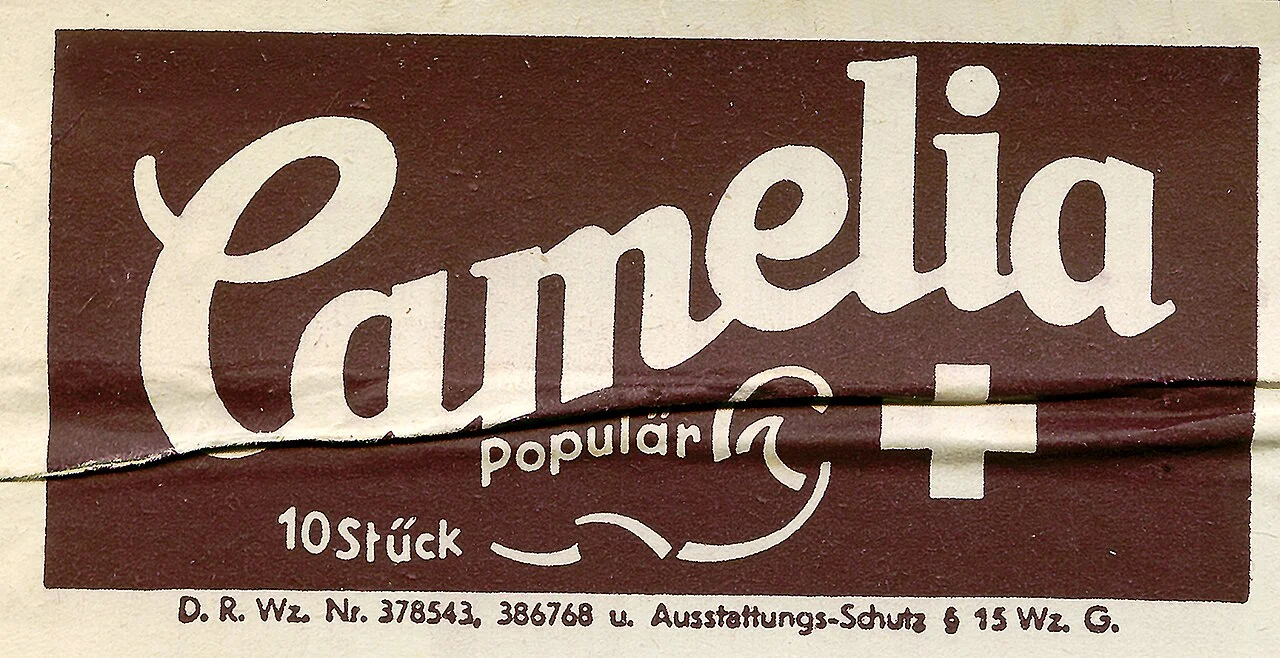 Camelia
populär
10 Stück
D. R. Wz. Nr. 378543, 386768 u. Ausstattungs-Schutz § 15 Wz. G.